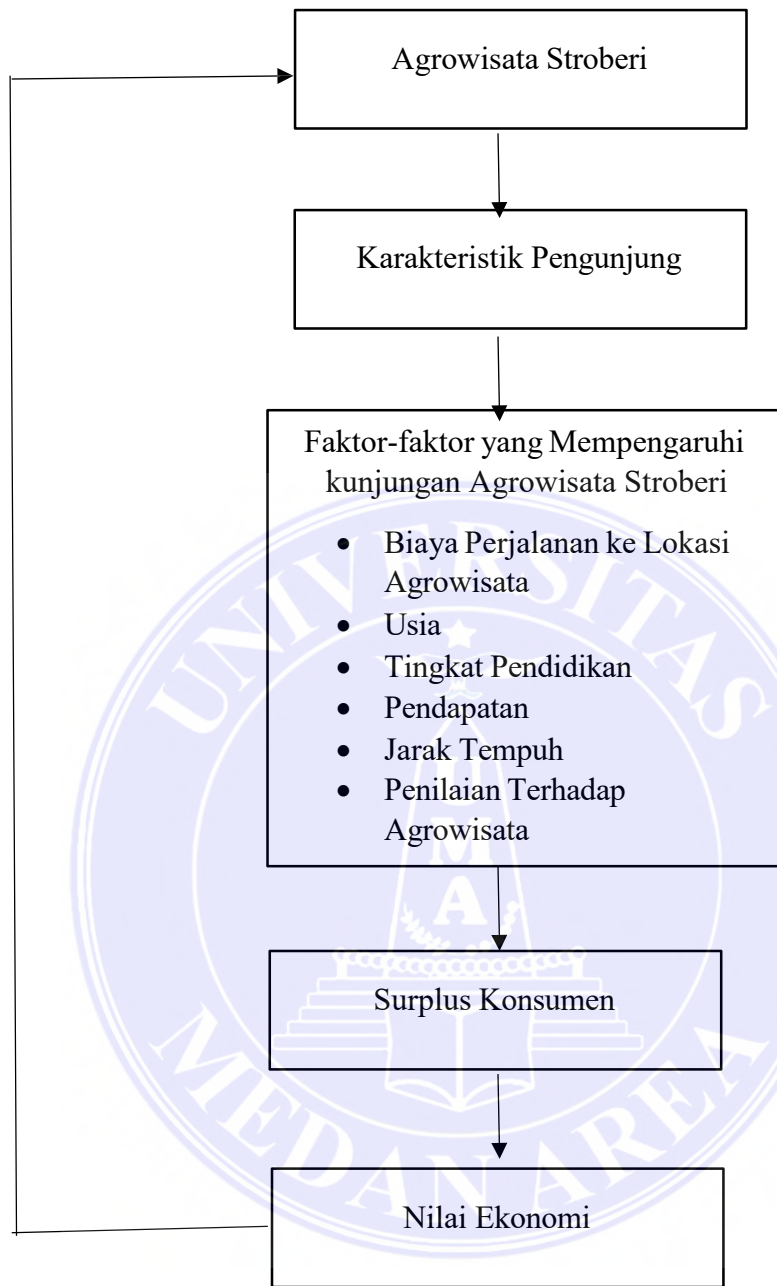 Agrowisata Stroberi
Karakteristik Pengunjung
Faktor-faktor yang Mempengaruhi
kunjungan Agrowisata Stroberi
• Biaya Perjalanan ke Lokasi
Agrowisata
• Usia
• Tingkat Pendidikan
• Pendapatan
• Jarak Tempuh
• Penilaian Terhadap
Agrowisata
Surplus Konsumen
Nilai Ekonomi
UNIVERSITAS
UMA
MEDAN AREA